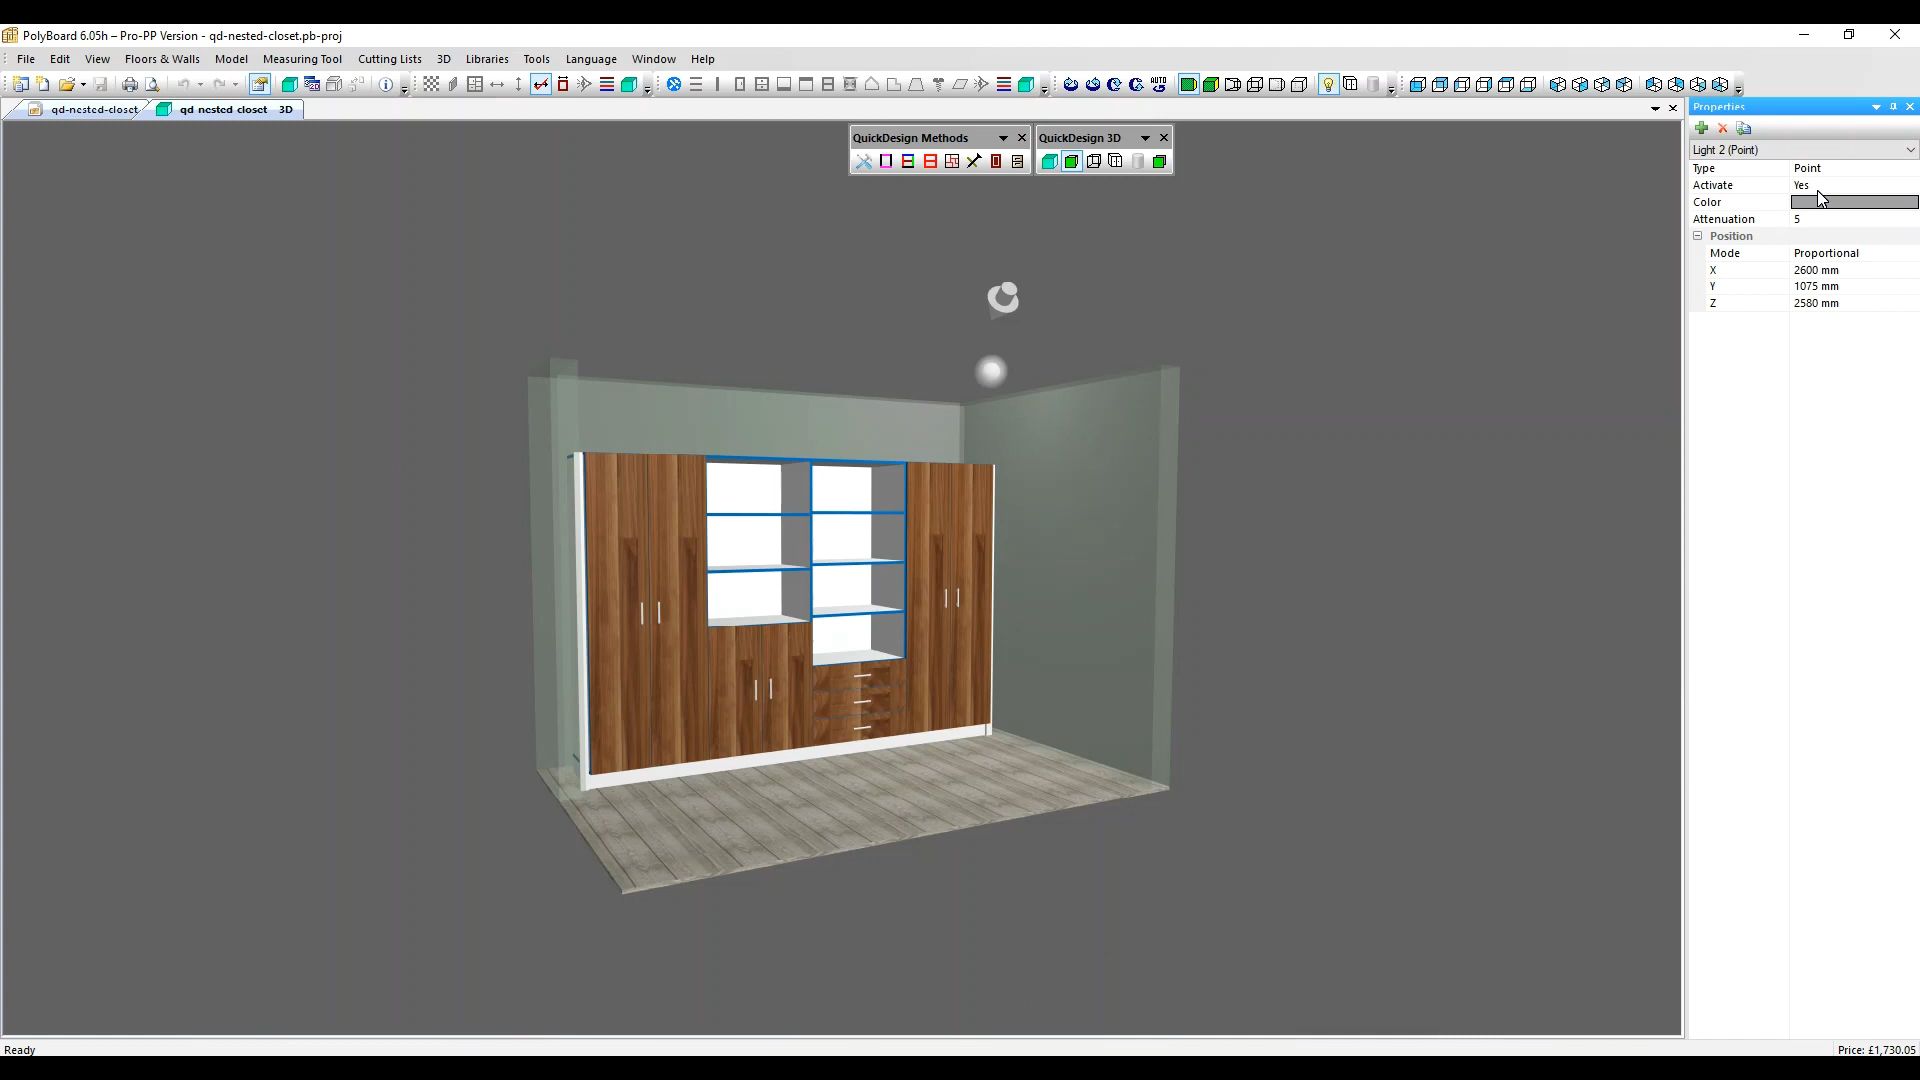 PolyBoard 6.05h – Pro-PP Version - qd-nested-closet.pb-proj
File Edit View Floors & Walls Model Measuring Tool Cutting Lists 3D Libraries Tools Language Window Help
AUTO
qd-nested-closet
qd nested closet 3D
Properties
QuickDesign Methods
QuickDesign 3D
Light 2 (Point)
Type Point
Activate Yes
Color
Attenuation 5
Position
Mode Proportional
X 2600 mm
Y 1075 mm
Z 2580 mm
Ready
Price: £1,730.05